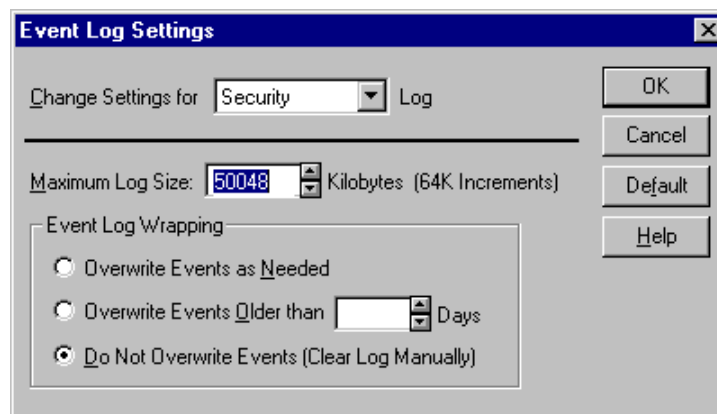 Event Log Settings
Change Settings for Security Log
OK
Cancel
Maximum Log Size: 50048 Kilobytes (64K Increments)
Default
Help
Event Log Wrapping
Overwrite Events as Needed
Overwrite Events Older than Days
Do Not Overwrite Events (Clear Log Manually)